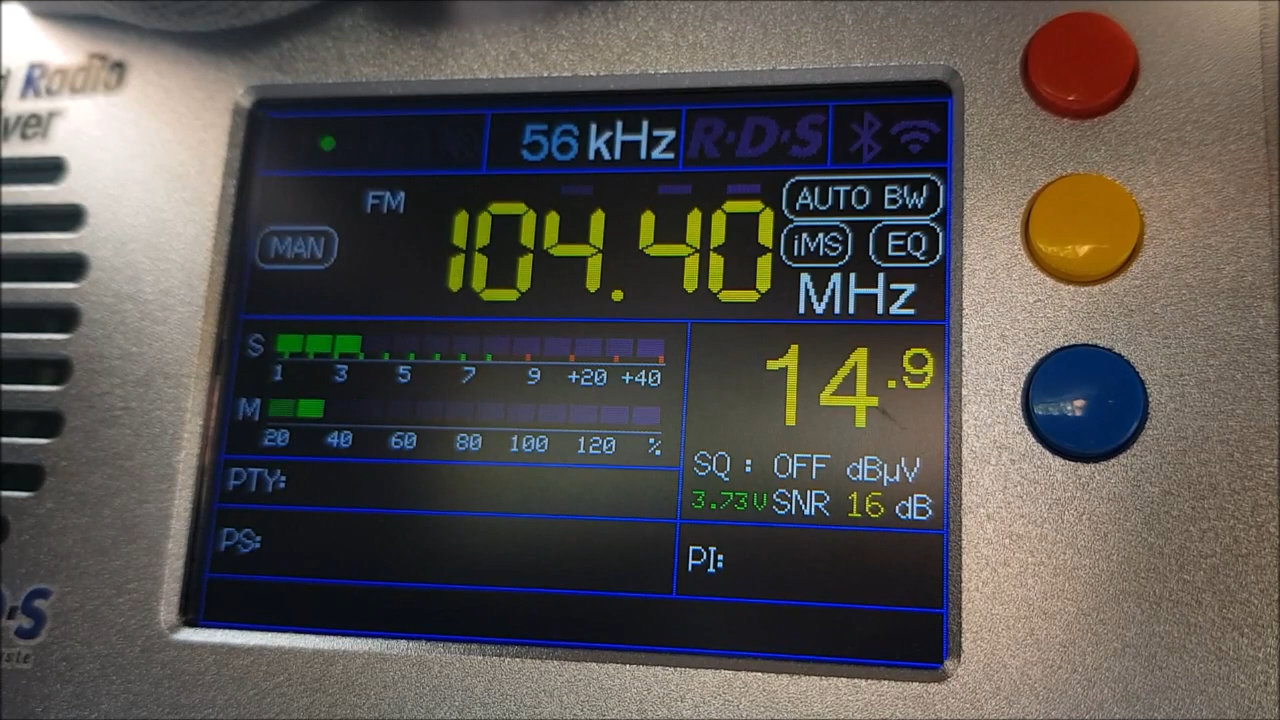 Radio
56 kHz R·D·S
FM
AUTO BW
MAN
104.40
iMS EQ
MHz
S
1 3 5 7 9 +20 +40
M
20 40 60 80 100 120 %
14.9
SQ : OFF dBµV
3.73V SNR 16 dB
PTY:
PS:
PI: